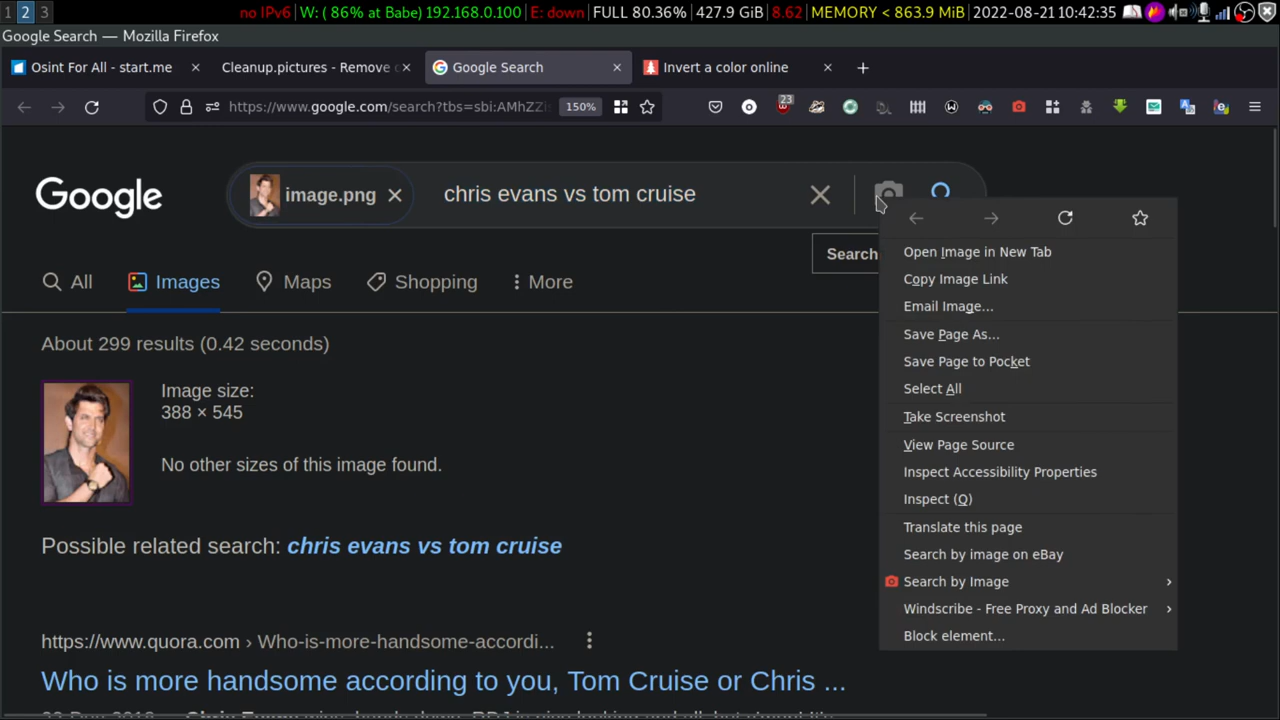 1 2 3 no IPv6| W: ( 86% at Babe) 192.168.0.100 | E: down| FULL 80.36% | 427.9 GiB | 8.62 | MEMORY < 863.9 MiB | 2022-08-21 10:42:35
Google Search — Mozilla Firefox
Osint For All - start.me × Cleanup.pictures - Remove c × Google Search × Invert a color online × +
https://www.google.com/search?tbs=sbi:AMhZZi 150% 23
Google image.png × chris evans vs tom cruise
Search
All Images Maps Shopping More
About 299 results (0.42 seconds)
Image size:
388 × 545
No other sizes of this image found.
Possible related search: chris evans vs tom cruise
https://www.quora.com › Who-is-more-handsome-accordi...
Who is more handsome according to you, Tom Cruise or Chris ...
Open Image in New Tab
Copy Image Link
Email Image...
Save Page As...
Save Page to Pocket
Select All
Take Screenshot
View Page Source
Inspect Accessibility Properties
Inspect (Q)
Translate this page
Search by image on eBay
Search by Image
Windscribe - Free Proxy and Ad Blocker
Block element...